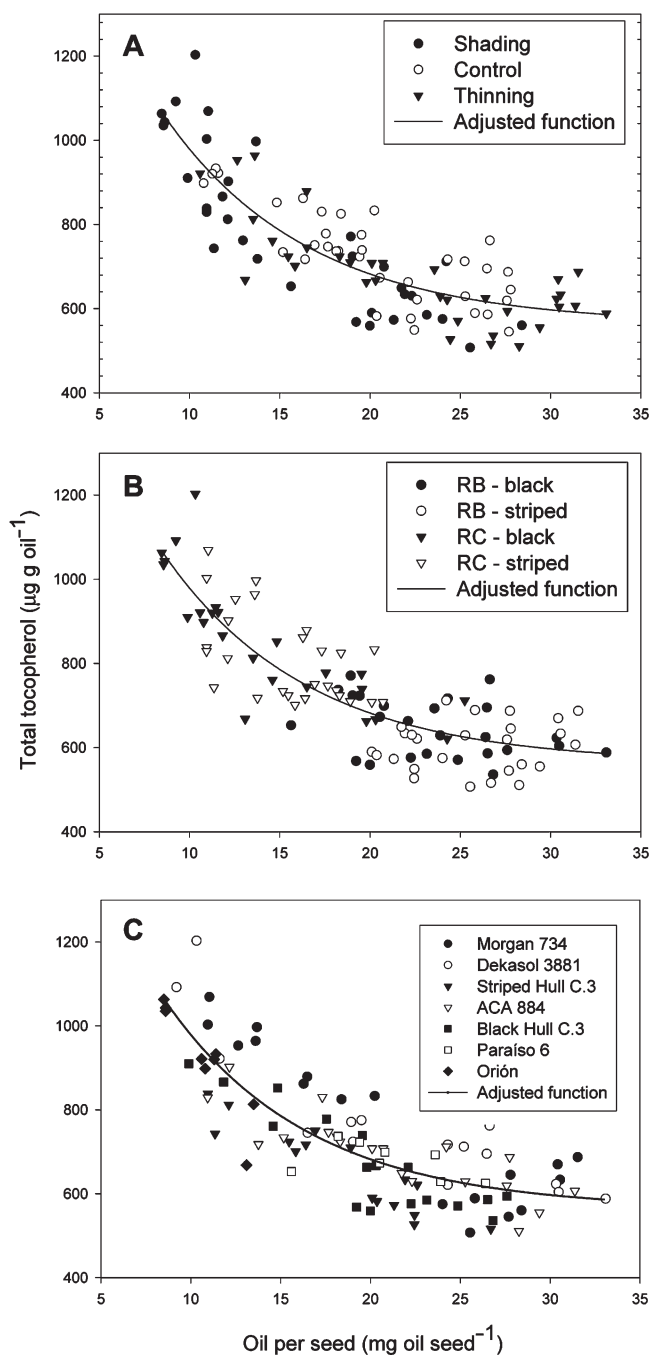 A
Shading
Control
Thinning
Adjusted function
1200
1000
800
600
400
5 10 15 20 25 30 35
B
RB - black
RB - striped
RC - black
RC - striped
Adjusted function
1200
1000
800
600
400
5 10 15 20 25 30 35
Total tocopherol (µg g oil⁻¹)
C
Morgan 734
Dekasol 3881
Striped Hull C.3
ACA 884
Black Hull C.3
Paraíso 6
Orión
Adjusted function
1200
1000
800
600
400
5 10 15 20 25 30 35
Oil per seed (mg oil seed⁻¹)